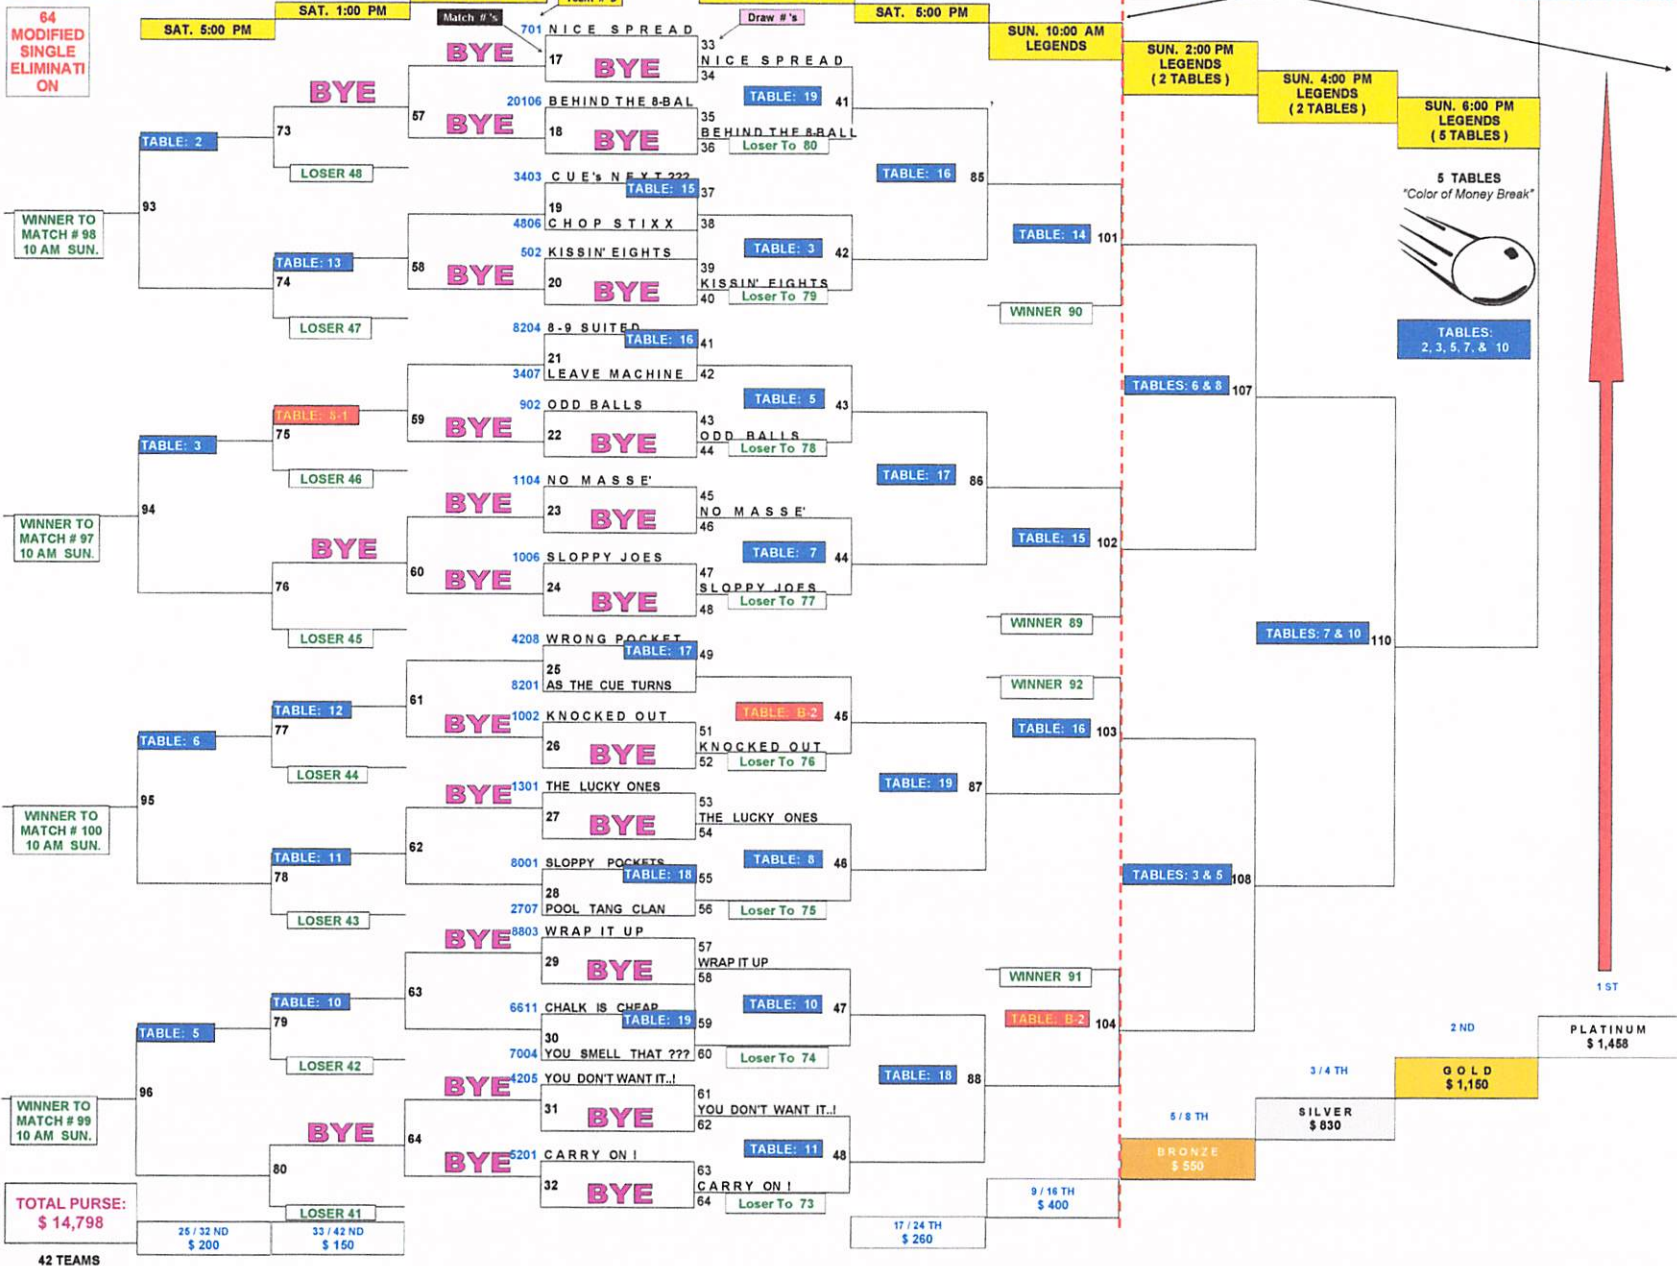 64
MODIFIED
SINGLE
ELIMINATI
ON
SAT. 5:00 PM
SAT. 1:00 PM
Match #'s
Draw #'s
SAT. 5:00 PM
SUN. 10:00 AM
LEGENDS
SUN. 2:00 PM
LEGENDS
( 2 TABLES )
SUN. 4:00 PM
LEGENDS
( 2 TABLES )
SUN. 6:00 PM
LEGENDS
( 5 TABLES )
5 TABLES
"Color of Money Break"
TABLES:
2, 3, 5, 7, & 10
WINNER TO
MATCH # 98
10 AM SUN.
93
TABLE: 2
BYE
73
LOSER 48
TABLE: 13
74
LOSER 47
WINNER TO
MATCH # 97
10 AM SUN.
94
TABLE: 3
TABLE: S-1
75
LOSER 46
BYE
76
LOSER 45
WINNER TO
MATCH # 100
10 AM SUN.
95
TABLE: 6
TABLE: 12
77
LOSER 44
TABLE: 11
78
LOSER 43
WINNER TO
MATCH # 99
10 AM SUN.
96
TABLE: 5
TABLE: 10
79
LOSER 42
BYE
80
LOSER 41
57
BYE
BYE
58
BYE
59
BYE
60
BYE
BYE
61
BYE
62
BYE
63
BYE
64
BYE
BYE
701 NICE SPREAD
17 BYE
33
NICE SPREAD
34
20106 BEHIND THE 8-BAL
18 BYE
35
BEHIND THE 8-BALL
36 Loser To 80
3403 CUE's NEXT???
TABLE: 15 37
19
4806 CHOP STIXX 38
502 KISSIN' EIGHTS
20 BYE
39
KISSIN' EIGHTS
40 Loser To 79
8204 8-9 SUITED
TABLE: 16 41
21
3407 LEAVE MACHINE 42
902 ODD BALLS
22 BYE
43
ODD BALLS
44 Loser To 78
1104 NO MASSE'
23 BYE
45
NO MASSE'
46
1006 SLOPPY JOES
24 BYE
47
SLOPPY JOES
48 Loser To 77
4208 WRONG POCKET
TABLE: 17 49
25
8201 AS THE CUE TURNS
1002 KNOCKED OUT
26 BYE
51
KNOCKED OUT
52 Loser To 76
1301 THE LUCKY ONES
27 BYE
53
THE LUCKY ONES
54
8001 SLOPPY POCKETS
TABLE: 18 55
28
2707 POOL TANG CLAN 56 Loser To 75
8803 WRAP IT UP
29 BYE
57
WRAP IT UP
58
6611 CHALK IS CHEAP
TABLE: 19 59
30
7004 YOU SMELL THAT ??? 60 Loser To 74
4205 YOU DON'T WANT IT..!
31 BYE
61
YOU DON'T WANT IT..!
62
5201 CARRY ON !
32 BYE
63
CARRY ON !
64 Loser To 73
TABLE: 19 41
TABLE: 3 42
TABLE: 5 43
TABLE: 7 44
TABLE: B-2 45
TABLE: 8 46
TABLE: 10 47
TABLE: 11 48
TABLE: 16 85
TABLE: 17 86
TABLE: 19 87
TABLE: 18 88
TABLE: 14 101
WINNER 90
TABLE: 15 102
WINNER 89
WINNER 92
TABLE: 16 103
WINNER 91
TABLE: B-2 104
TABLES: 6 & 8 107
TABLES: 3 & 5 108
TABLES: 7 & 10 110
1 ST
PLATINUM
$ 1,458
2 ND
GOLD
$ 1,150
3 / 4 TH
SILVER
$ 830
5 / 8 TH
BRONZE
$ 550
9 / 16 TH
$ 400
17 / 24 TH
$ 260
TOTAL PURSE:
$ 14,798
25 / 32 ND
$ 200
33 / 42 ND
$ 150
42 TEAMS